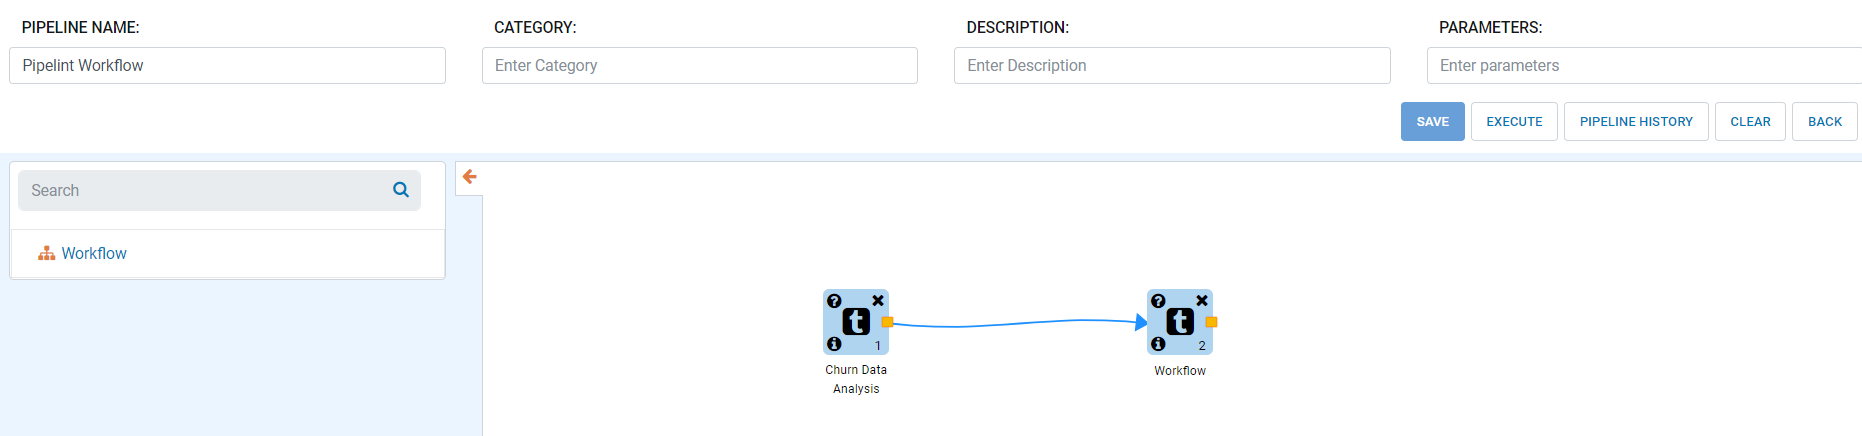 PIPELINE NAME:
CATEGORY:
DESCRIPTION:
PARAMETERS:
Pipelint Workflow
Enter Category
Enter Description
Enter parameters
SAVE
EXECUTE
PIPELINE HISTORY
CLEAR
BACK
Search
Workflow
t
1
Churn Data
Analysis
t
2
Workflow